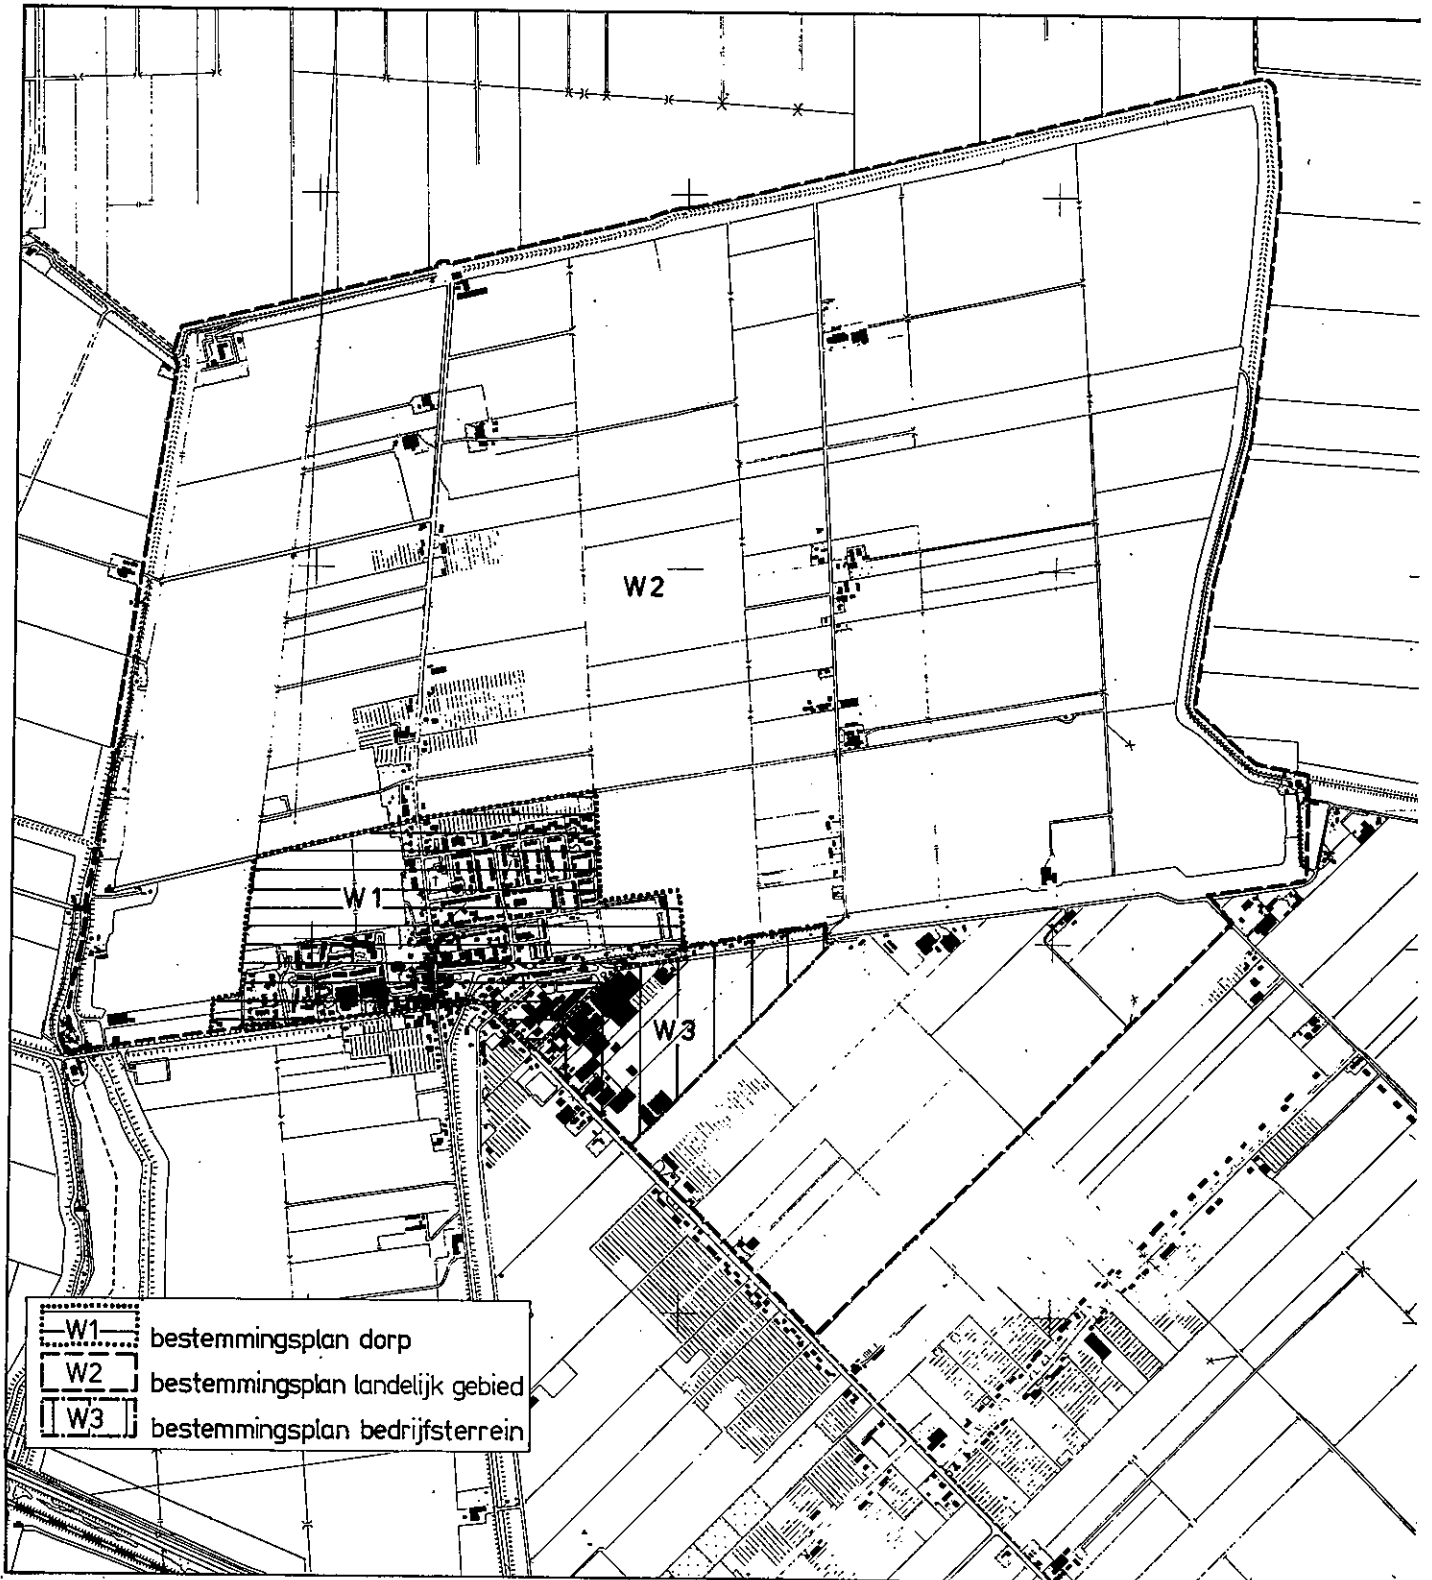 W2
W1
W3
W1 bestemmingsplan dorp
W2 bestemmingsplan landelijk gebied
W3 bestemmingsplan bedrijfsterrein